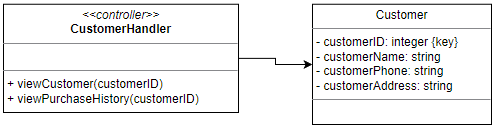 <<controller>>
CustomerHandler
+ viewCustomer(customerID)
+ viewPurchaseHistory(customerID)
Customer
- customerID: integer {key}
- customerName: string
- customerPhone: string
- customerAddress: string